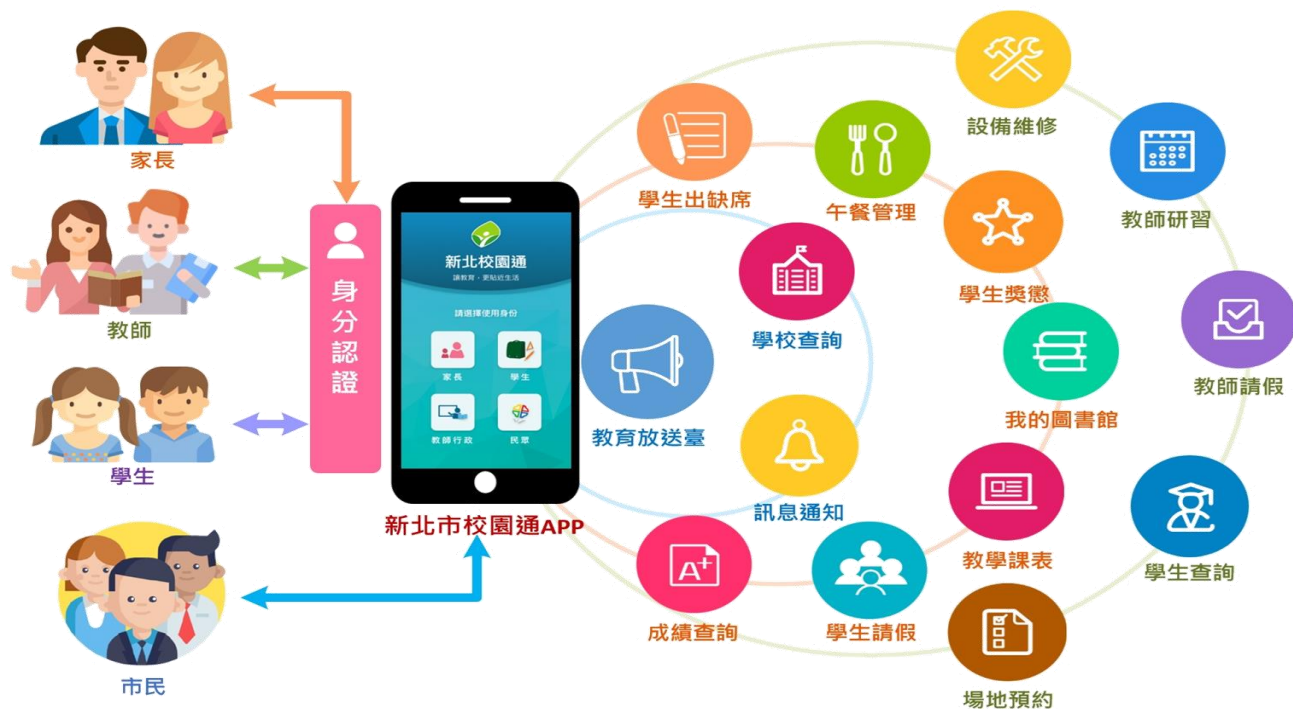 家長
教師
學生
市民
身分認證
新北校園通
讓教育，更貼近生活
請選擇使用身份
家長
學生
教師行政
民眾
新北市校園通APP
設備維修
學生出缺席
午餐管理
教師研習
學生獎懲
學校查詢
教師請假
我的圖書館
教育放送臺
訊息通知
教學課表
學生查詢
A+
成績查詢
學生請假
場地預約